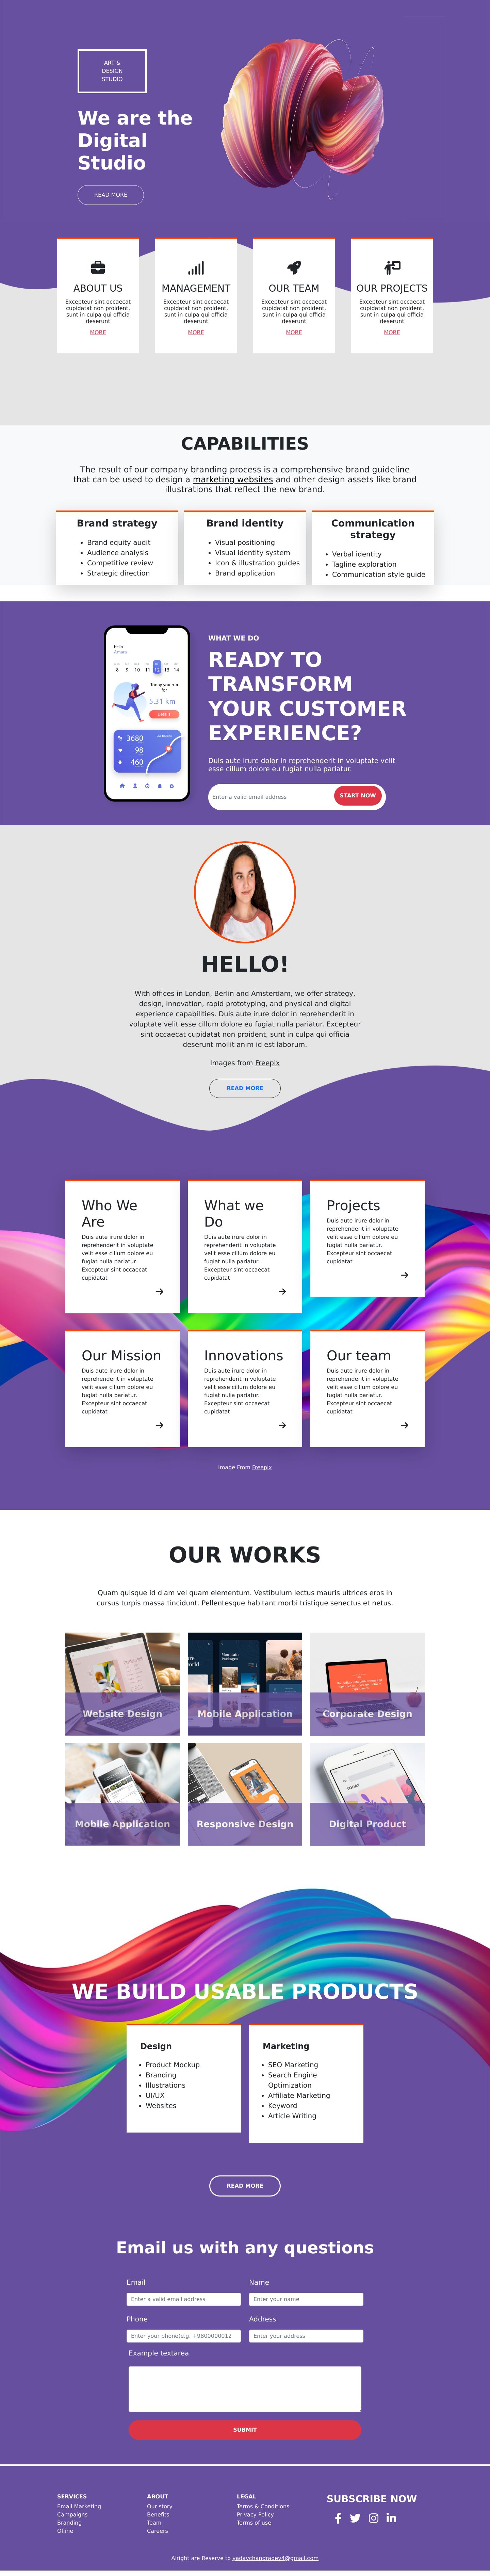 ART &
DESIGN
STUDIO
We are the
Digital
Studio
READ MORE
ABOUT US
Excepteur sint occaecat
cupidatat non proident,
sunt in culpa qui officia
deserunt
MORE
MANAGEMENT
Excepteur sint occaecat
cupidatat non proident,
sunt in culpa qui officia
deserunt
MORE
OUR TEAM
Excepteur sint occaecat
cupidatat non proident,
sunt in culpa qui officia
deserunt
MORE
OUR PROJECTS
Excepteur sint occaecat
cupidatat non proident,
sunt in culpa qui officia
deserunt
MORE
CAPABILITIES
The result of our company branding process is a comprehensive brand guideline
that can be used to design a marketing websites and other design assets like brand
illustrations that reflect the new brand.
Brand strategy
• Brand equity audit
• Audience analysis
• Competitive review
• Strategic direction
Brand identity
• Visual positioning
• Visual identity system
• Icon & illustration guides
• Brand application
Communication
strategy
• Verbal identity
• Tagline exploration
• Communication style guide
Hello
8 9 10 11 12 13 14
Today you run
for
5.31 km
Details
3680
98
460
WHAT WE DO
READY TO
TRANSFORM
YOUR CUSTOMER
EXPERIENCE?
Duis aute irure dolor in reprehenderit in voluptate velit
esse cillum dolore eu fugiat nulla pariatur.
Enter a valid email address
START NOW
HELLO!
With offices in London, Berlin and Amsterdam, we offer strategy,
design, innovation, rapid prototyping, and physical and digital
experience capabilities. Duis aute irure dolor in reprehenderit in
voluptate velit esse cillum dolore eu fugiat nulla pariatur. Excepteur
sint occaecat cupidatat non proident, sunt in culpa qui officia
deserunt mollit anim id est laborum.
Images from Freepix
READ MORE
Who We
Are
Duis aute irure dolor in
reprehenderit in voluptate
velit esse cillum dolore eu
fugiat nulla pariatur.
Excepteur sint occaecat
cupidatat
What we
Do
Duis aute irure dolor in
reprehenderit in voluptate
velit esse cillum dolore eu
fugiat nulla pariatur.
Excepteur sint occaecat
cupidatat
Projects
Duis aute irure dolor in
reprehenderit in voluptate
velit esse cillum dolore eu
fugiat nulla pariatur.
Excepteur sint occaecat
cupidatat
Our Mission
Duis aute irure dolor in
reprehenderit in voluptate
velit esse cillum dolore eu
fugiat nulla pariatur.
Excepteur sint occaecat
cupidatat
Innovations
Duis aute irure dolor in
reprehenderit in voluptate
velit esse cillum dolore eu
fugiat nulla pariatur.
Excepteur sint occaecat
cupidatat
Our team
Duis aute irure dolor in
reprehenderit in voluptate
velit esse cillum dolore eu
fugiat nulla pariatur.
Excepteur sint occaecat
cupidatat
Image From Freepix
OUR WORKS
Quam quisque id diam vel quam elementum. Vestibulum lectus mauris ultrices eros in
cursus turpis massa tincidunt. Pellentesque habitant morbi tristique senectus et netus.
Website Design
Mountain
Packages
Mobile Application
Corporate Design
Mobile Application
Responsive Design
TODAY
Digital Product
WE BUILD USABLE PRODUCTS
Design
• Product Mockup
• Branding
• Illustrations
• UI/UX
• Websites
Marketing
• SEO Marketing
• Search Engine
Optimization
• Affiliate Marketing
• Keyword
• Article Writing
READ MORE
Email us with any questions
Email
Enter a valid email address
Name
Enter your name
Phone
Enter your phone(e.g. +9800000012
Address
Enter your address
Example textarea
SUBMIT
SERVICES
Email Marketing
Campaigns
Branding
Ofline
ABOUT
Our story
Benefits
Team
Careers
LEGAL
Terms & Conditions
Privacy Policy
Terms of use
SUBSCRIBE NOW
Alright are Reserve to yadavchandradev4@gmail.com